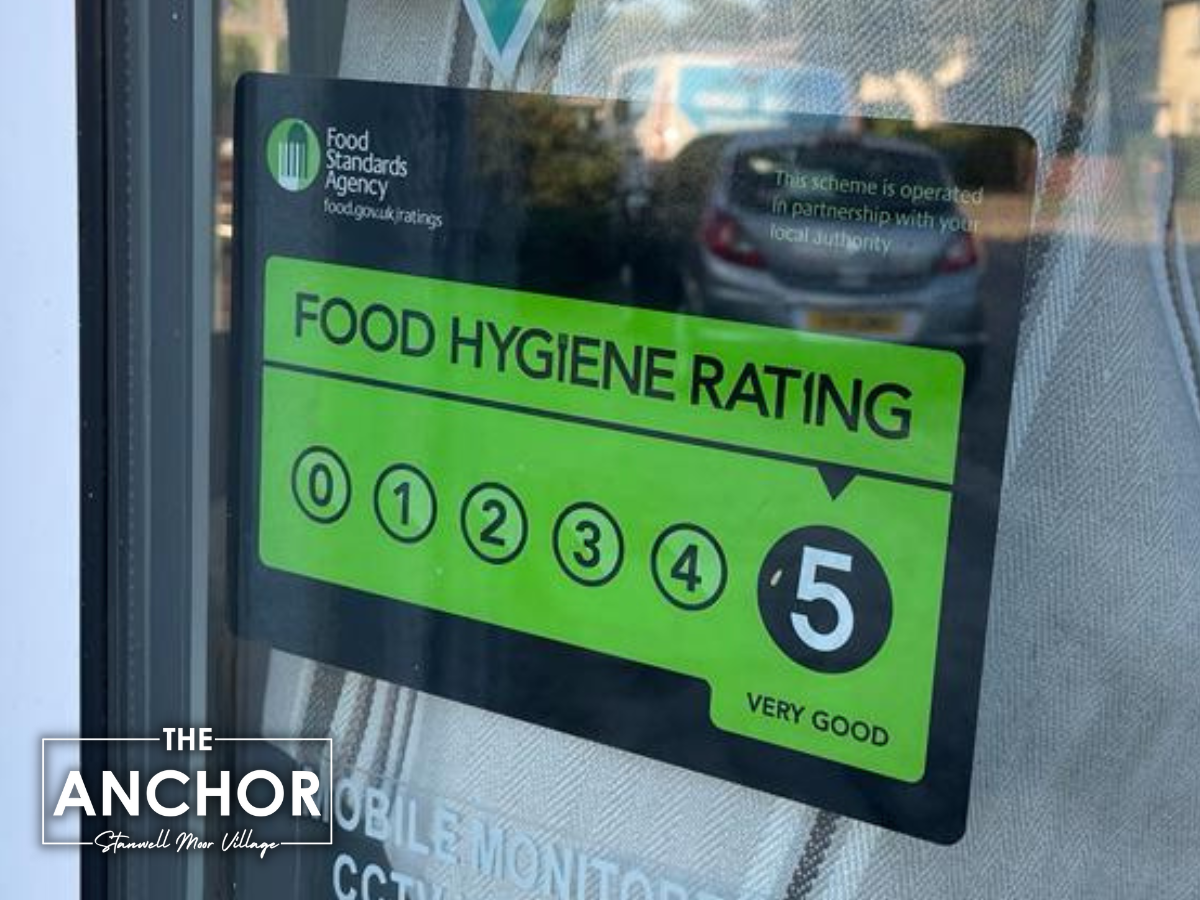 Food
Standards
Agency
food.gov.uk/ratings
This scheme is operated
in partnership with your
local authority
FOOD HYGIENE RATING
0 1 2 3 4 5
VERY GOOD
THE
ANCHOR
Stanwell Moor Village
OBILE MONITOR
CCTV